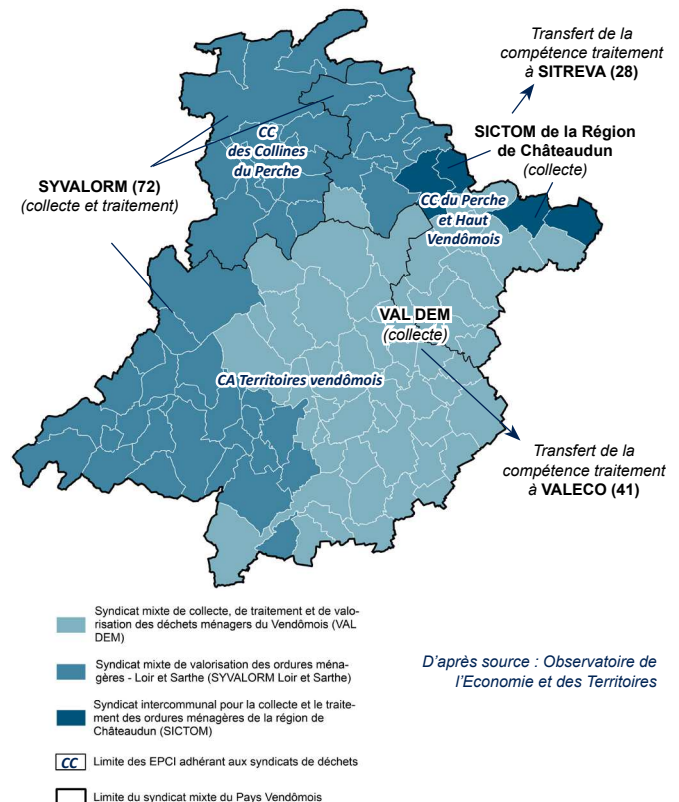 Transfert de la
compétence traitement
à SITREVA (28)
SICTOM de la Région
de Châteaudun
(collecte)
CC
des Collines
du Perche
SYVALORM (72)
(collecte et traitement)
CC du Perche
et Haut
Vendômois
VAL DEM
(collecte)
CA Territoires vendômois
Transfert de la
compétence traitement
à VALECO (41)
Syndicat mixte de collecte, de traitement et de valo-
risation des déchets ménagers du Vendômois (VAL
DEM)
Syndicat mixte de valorisation des ordures ména-
gères - Loir et Sarthe (SYVALORM Loir et Sarthe)
Syndicat intercommunal pour la collecte et le traite-
ment des ordures ménagères de la région de
Châteaudun (SICTOM)
CC Limite des EPCI adhérant aux syndicats de déchets
Limite du syndicat mixte du Pays Vendômois
D'après source : Observatoire de
l'Economie et des Territoires